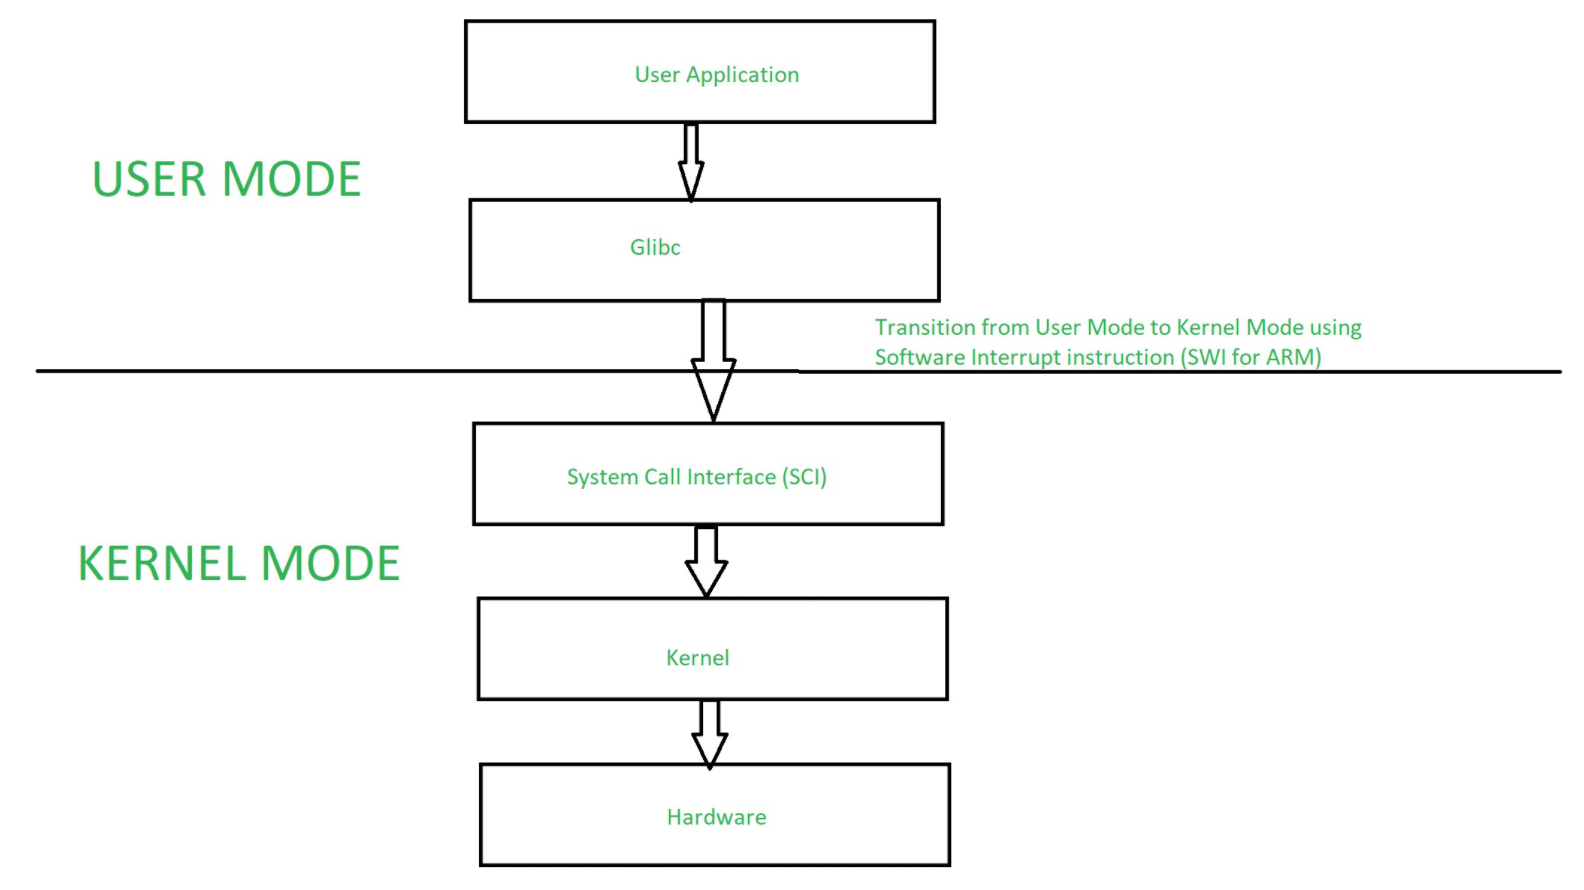 User Application
USER MODE
Glibc
Transition from User Mode to Kernel Mode using
Software Interrupt instruction (SWI for ARM)
System Call Interface (SCI)
KERNEL MODE
Kernel
Hardware